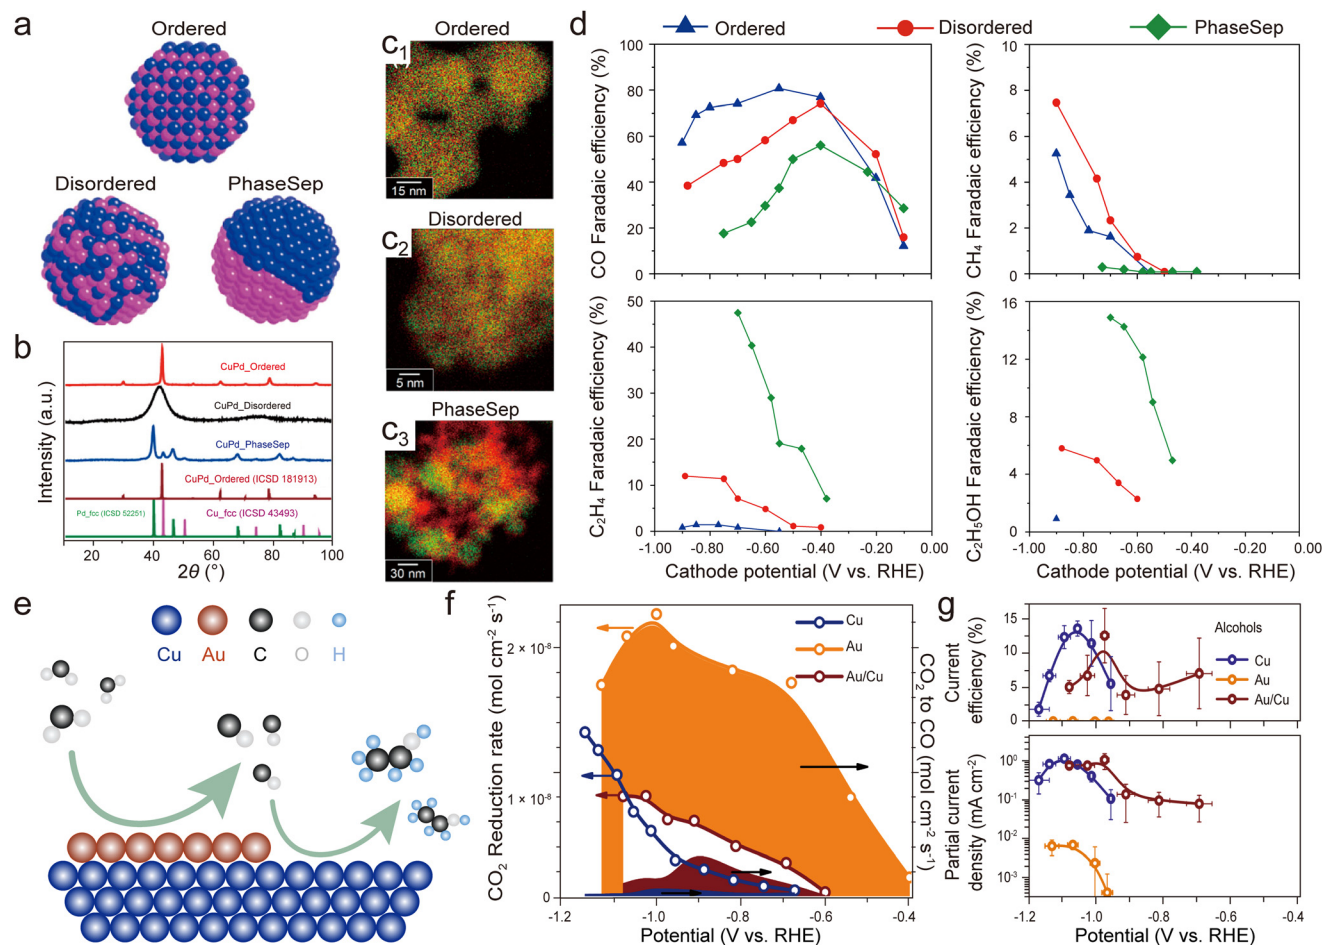 a
Ordered
Disordered
PhaseSep
b
Intensity (a.u.)
CuPd_Ordered
CuPd_Disordered
CuPd_PhaseSep
CuPd_Ordered (ICSD 181913)
Pd_fcc (ICSD 52251)
Cu_fcc (ICSD 43493)
20
40
60
80
100
2θ (°)
Ordered
c1
15 nm
Disordered
c2
5 nm
PhaseSep
c3
30 nm
d
Ordered
Disordered
PhaseSep
CO Faradaic efficiency (%)
100
80
60
40
20
0
CH₄ Faradaic efficiency (%)
10
8
6
4
2
0
C₂H₄ Faradaic efficiency (%)
50
40
30
20
10
0
-1.00
-0.80
-0.60
-0.40
-0.20
0.00
Cathode potential (V vs. RHE)
C₂H₅OH Faradaic efficiency (%)
16
12
8
4
0
-1.00
-0.80
-0.60
-0.40
-0.20
0.00
Cathode potential (V vs. RHE)
e
Cu
Au
C
O
H
f
CO₂ Reduction rate (mol cm⁻² s⁻¹)
2 × 10⁻⁸
1 × 10⁻⁸
0
Cu
Au
Au/Cu
CO₂ to CO (mol cm⁻² s⁻¹)
-1.2
-1.0
-0.8
-0.6
-0.4
Potential (V vs. RHE)
g
Current
efficiency (%)
15
10
5
0
Alcohols
Cu
Au
Au/Cu
Partial current
density (mA cm⁻²)
10⁰
10⁻¹
10⁻²
10⁻³
-1.2
-1.0
-0.8
-0.6
Potential (V vs. RHE)